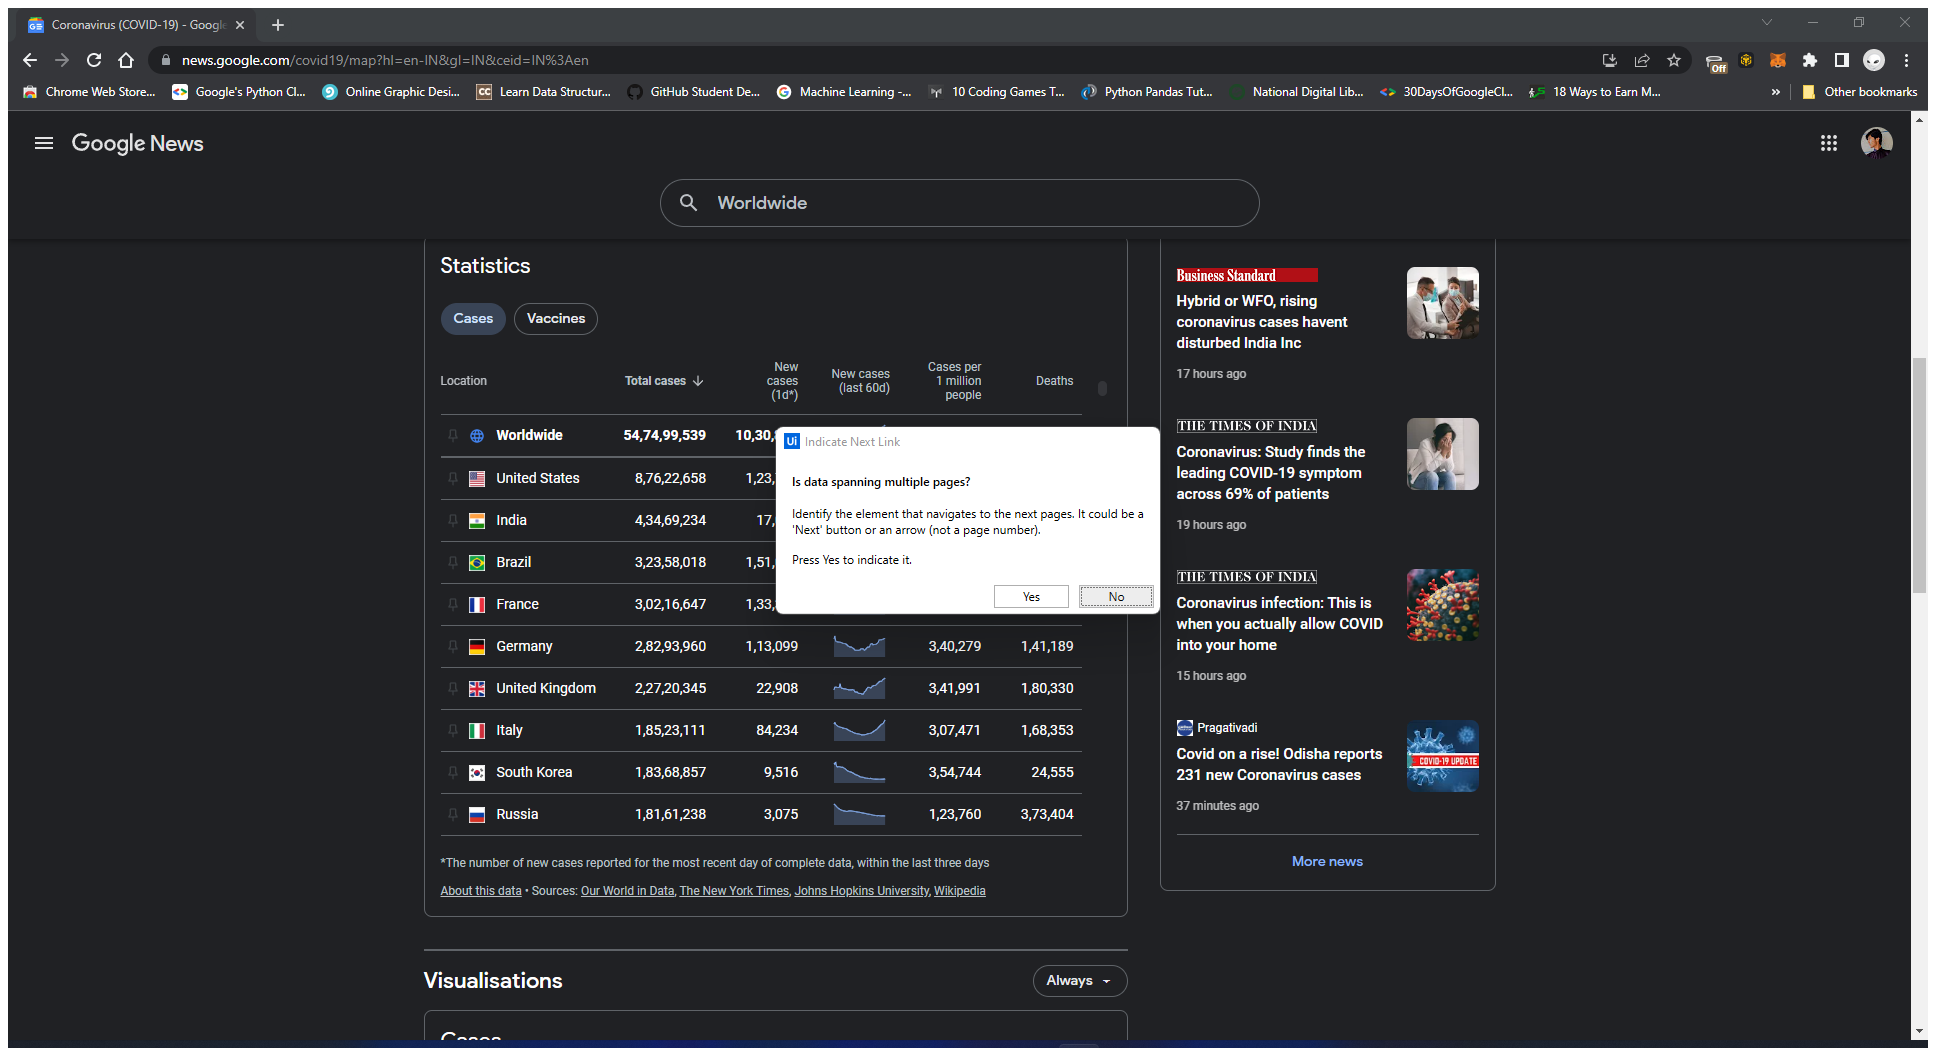 Coronavirus (COVID-19) - Google
news.google.com/covid19/map?hl=en-IN&gl=IN&ceid=IN%3Aen
Off
Chrome Web Store...
Google's Python Cl...
Online Graphic Desi...
CC
Learn Data Structur...
GitHub Student De...
Machine Learning -...
10 Coding Games T...
Python Pandas Tut...
National Digital Lib...
30DaysOfGoogleCl...
18 Ways to Earn M...
»
Other bookmarks
Google News
Worldwide
Statistics
Cases
Vaccines
Location
Total cases
New cases (1d*)
New cases (last 60d)
Cases per 1 million people
Deaths
Worldwide 54,74,99,539 10,30,
United States 8,76,22,658 1,23,
India 4,34,69,234 17,
Brazil 3,23,58,018 1,51,
France 3,02,16,647 1,33,
Germany 2,82,93,960 1,13,099 3,40,279 1,41,189
United Kingdom 2,27,20,345 22,908 3,41,991 1,80,330
Italy 1,85,23,111 84,234 3,07,471 1,68,353
South Korea 1,83,68,857 9,516 3,54,744 24,555
Russia 1,81,61,238 3,075 1,23,760 3,73,404
*The number of new cases reported for the most recent day of complete data, within the last three days
About this data • Sources: Our World in Data, The New York Times, Johns Hopkins University, Wikipedia
Ui Indicate Next Link
Is data spanning multiple pages?
Identify the element that navigates to the next pages. It could be a
'Next' button or an arrow (not a page number).
Press Yes to indicate it.
Yes
No
Business Standard
Hybrid or WFO, rising
coronavirus cases havent
disturbed India Inc
17 hours ago
THE TIMES OF INDIA
Coronavirus: Study finds the
leading COVID-19 symptom
across 69% of patients
19 hours ago
THE TIMES OF INDIA
Coronavirus infection: This is
when you actually allow COVID
into your home
15 hours ago
Pragativadi
Covid on a rise! Odisha reports
231 new Coronavirus cases
COVID-19 UPDATE
37 minutes ago
More news
Visualisations
Always
Cases